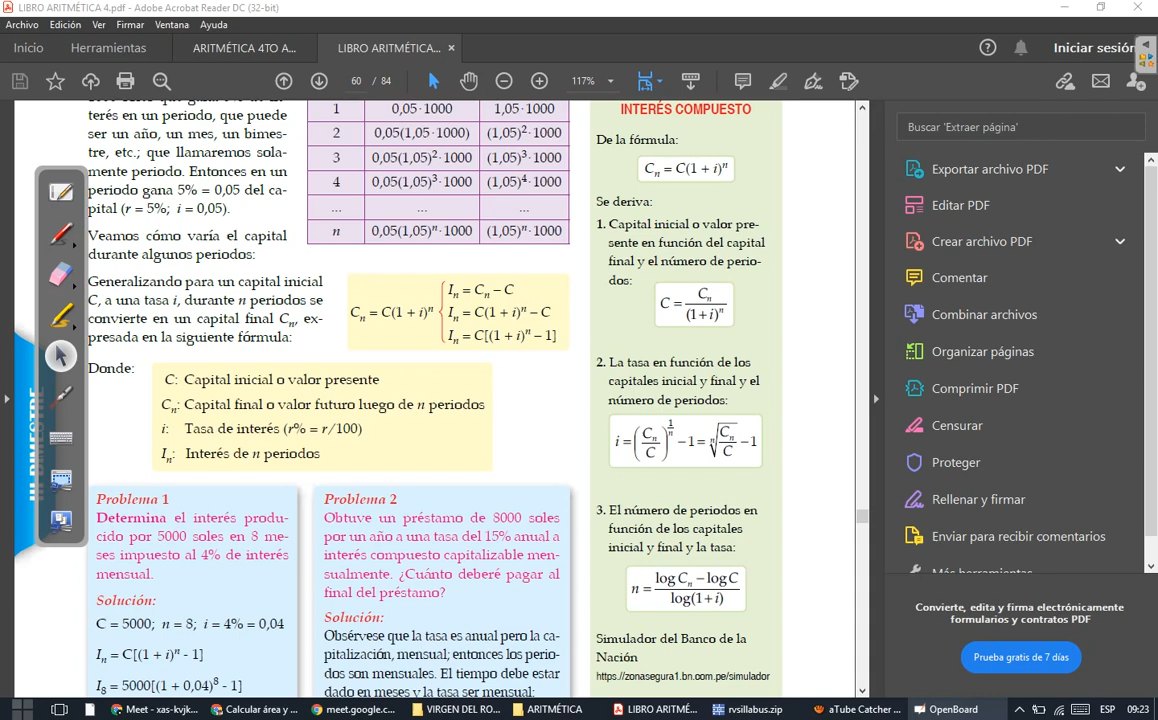 LIBRO ARITMÉTICA 4.pdf - Adobe Acrobat Reader DC (32-bit)
Archivo Edición Ver Firmar Ventana Ayuda
Inicio Herramientas ARITMÉTICA 4TO A... LIBRO ARITMÉTICA... × Iniciar sesión
60 / 84 117%
terés en un periodo, que puede
ser un año, un mes, un bimes-
tre, etc.; que llamaremos sola-
mente periodo. Entonces en un
periodo gana 5% = 0,05 del ca-
pital (r = 5%; i = 0,05).
Veamos cómo varía el capital
durante algunos periodos:
1 0,05·1000 1,05·1000
2 0,05(1,05·1000) (1,05)²·1000
3 0,05(1,05)²·1000 (1,05)³·1000
4 0,05(1,05)³·1000 (1,05)⁴·1000
... ... ...
n 0,05(1,05)ⁿ·1000 (1,05)ⁿ·1000
Generalizando para un capital inicial
C, a una tasa i, durante n periodos se
convierte en un capital final Cₙ, ex-
presada en la siguiente fórmula:
Cₙ = C(1 + i)ⁿ
Iₙ = Cₙ – C
Iₙ = C(1 + i)ⁿ – C
Iₙ = C[(1 + i)ⁿ – 1]
Donde:
C: Capital inicial o valor presente
Cₙ: Capital final o valor futuro luego de n periodos
i: Tasa de interés (r% = r/100)
Iₙ: Interés de n periodos
III BIMESTRE
Problema 1
Determina el interés produ-
cido por 5000 soles en 8 me-
ses impuesto al 4% de interés
mensual.
Solución:
C = 5000; n = 8; i = 4% = 0,04
Iₙ = C[(1 + i)ⁿ - 1]
I₈ = 5000[(1 + 0,04)⁸ - 1]
Problema 2
Obtuve un préstamo de 8000 soles
por un año a una tasa del 15% anual a
interés compuesto capitalizable men-
sualmente. ¿Cuánto deberé pagar al
final del préstamo?
Solución:
Obsérvese que la tasa es anual pero la ca-
pitalización, mensual; entonces los perio-
dos son mensuales. El tiempo debe estar
dado en meses y la tasa ser mensual:
INTERÉS COMPUESTO
De la fórmula:
Cₙ = C(1 + i)ⁿ
Se deriva:
1. Capital inicial o valor pre-
sente en función del capital
final y el número de perio-
dos:
C = Cₙ / (1 + i)ⁿ
2. La tasa en función de los
capitales inicial y final y el
número de periodos:
i = (Cₙ/C)^(1/n) – 1 = ⁿ√(Cₙ/C) – 1
3. El número de periodos en
función de los capitales
inicial y final y la tasa:
n = (log Cₙ – log C) / log(1 + i)
Simulador del Banco de la
Nación
https://zonasegura1.bn.com.pe/simulador
Buscar 'Extraer página'
Exportar archivo PDF
Editar PDF
Crear archivo PDF
Comentar
Combinar archivos
Organizar páginas
Comprimir PDF
Censurar
Proteger
Rellenar y firmar
Enviar para recibir comentarios
Más herramientas
Convierte, edita y firma electrónicamente
formularios y contratos PDF
Prueba gratis de 7 días
Meet - xas-kvjk... Calcular área y ... meet.google.c... VIRGEN DEL RO... ARITMÉTICA LIBRO ARITMÉT... rvsillabus.zip aTube Catcher ... OpenBoard ESP 09:23